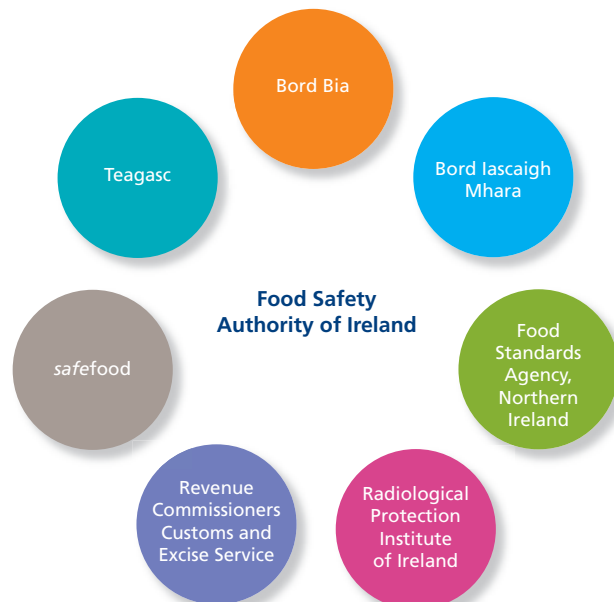 Bord Bia
Teagasc
Bord Iascaigh
Mhara
Food Safety
Authority of Ireland
safefood
Food
Standards
Agency,
Northern
Ireland
Revenue
Commissioners
Customs and
Excise Service
Radiological
Protection
Institute
of Ireland